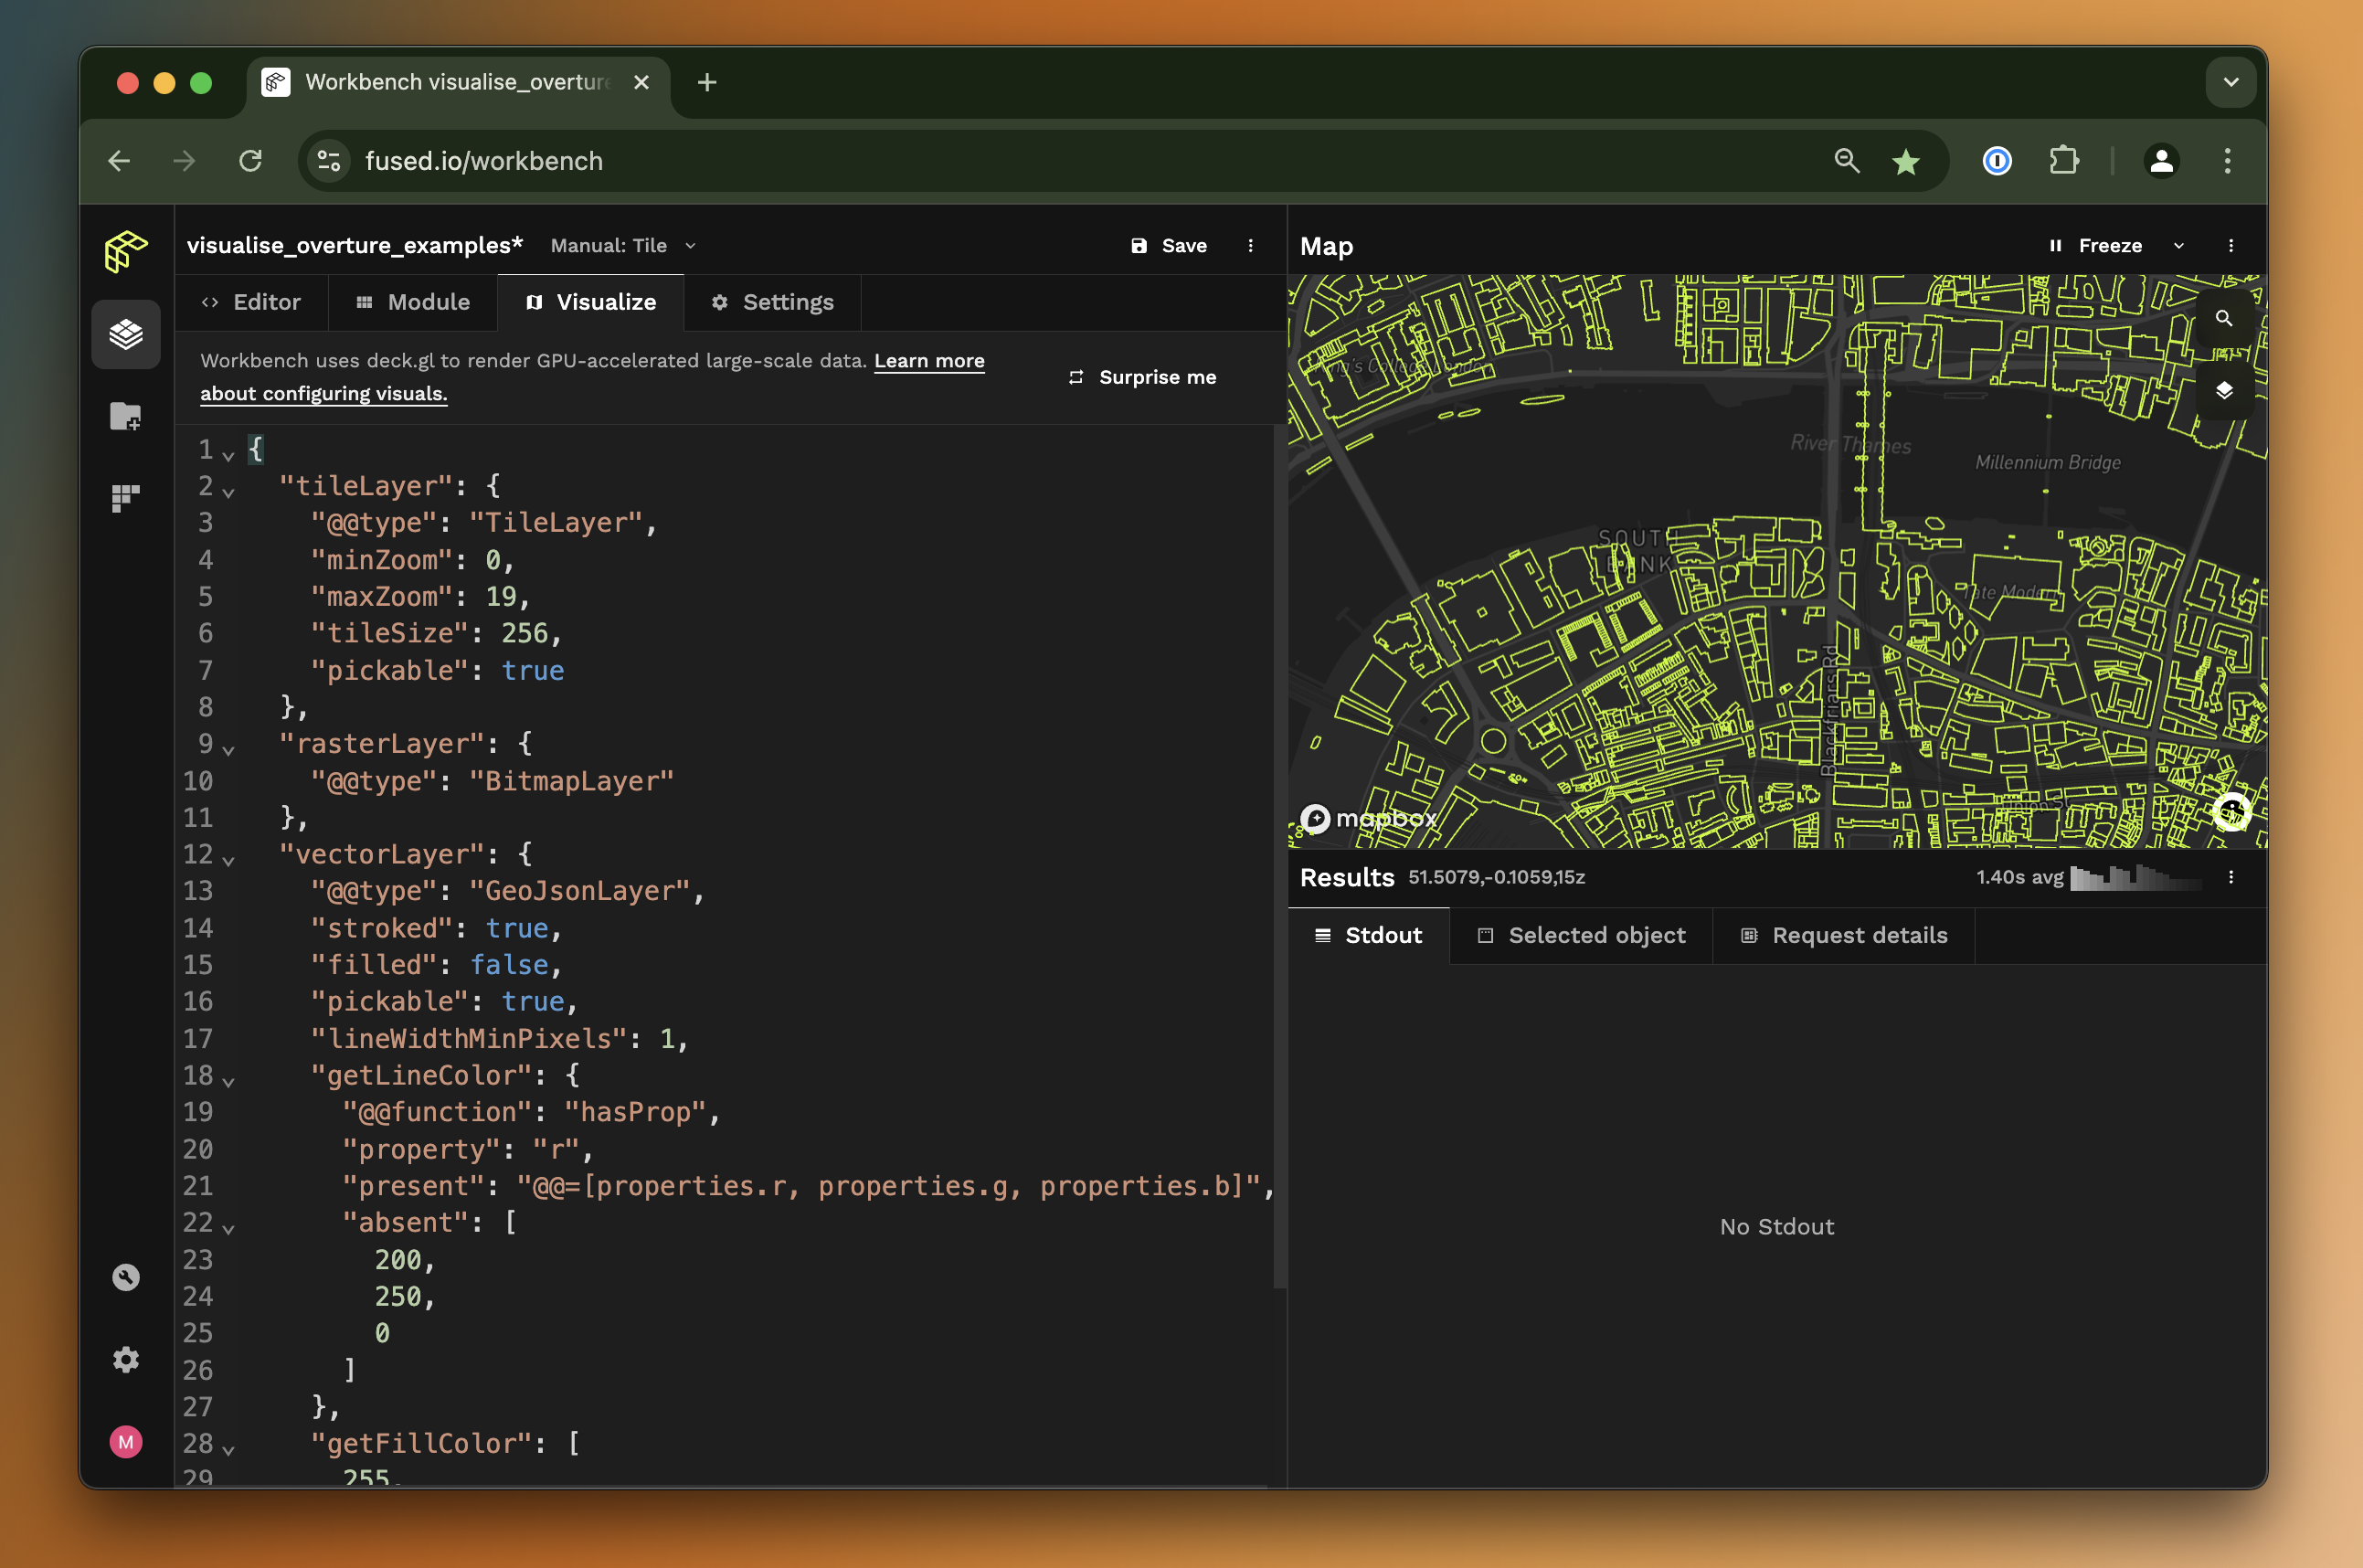 Workbench visualise_overture
fused.io/workbench
visualise_overture_examples*
Manual: Tile
Save
Editor
Module
Visualize
Settings
Workbench uses deck.gl to render GPU-accelerated large-scale data. Learn more
about configuring visuals.
Surprise me
1 {
2 "tileLayer": {
3 "@@type": "TileLayer",
4 "minZoom": 0,
5 "maxZoom": 19,
6 "tileSize": 256,
7 "pickable": true
8 },
9 "rasterLayer": {
10 "@@type": "BitmapLayer"
11 },
12 "vectorLayer": {
13 "@@type": "GeoJsonLayer",
14 "stroked": true,
15 "filled": false,
16 "pickable": true,
17 "lineWidthMinPixels": 1,
18 "getLineColor": {
19 "@@function": "hasProp",
20 "property": "r",
21 "present": "@@=[properties.r, properties.g, properties.b]",
22 "absent": [
23 200,
24 250,
25 0
26 ]
27 },
28 "getFillColor": [
29 255,
M
Map
Freeze
King's College London
River Thames
Millennium Bridge
SOUTH
BANK
Tate Modern
Blackfriars Rd
Union St
mapbox
Results
51.5079,-0.1059,15z
1.40s avg
Stdout
Selected object
Request details
No Stdout